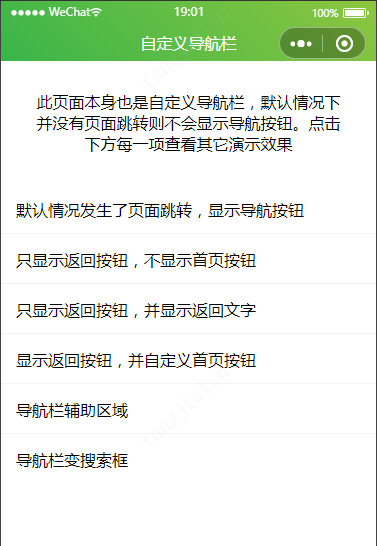 WeChat
19:01
100%
自定义导航栏
此页面本身也是自定义导航栏，默认情况下
并没有页面跳转则不会显示导航按钮。点击
下方每一项查看其它演示效果
默认情况发生了页面跳转，显示导航按钮
只显示返回按钮，不显示首页按钮
只显示返回按钮，并显示返回文字
显示返回按钮，并自定义首页按钮
导航栏辅助区域
导航栏变搜索框